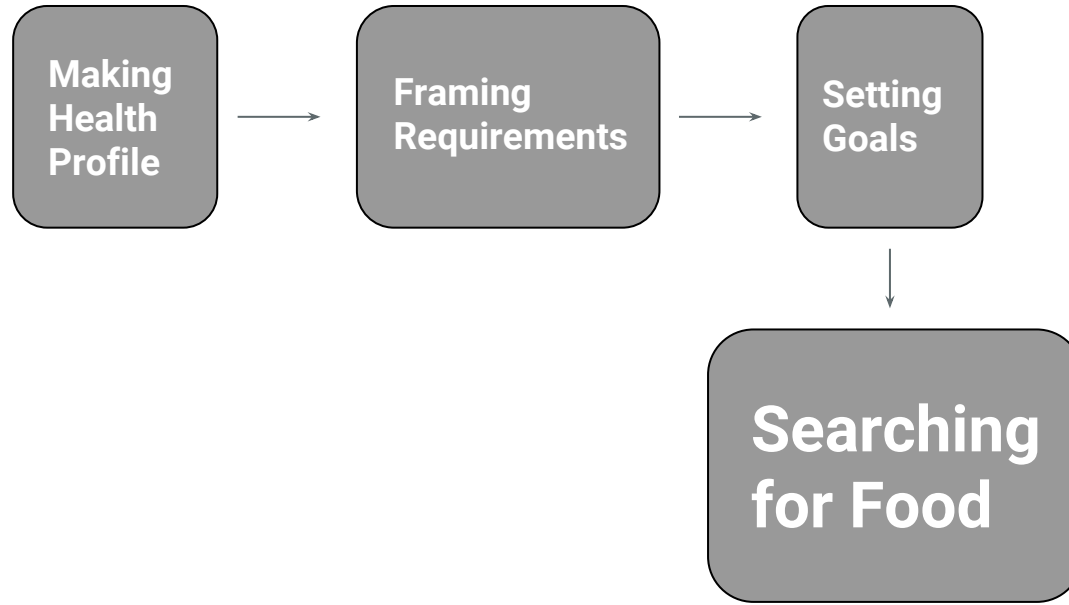 Making
Health
Profile
Framing
Requirements
Setting
Goals
Searching
for Food